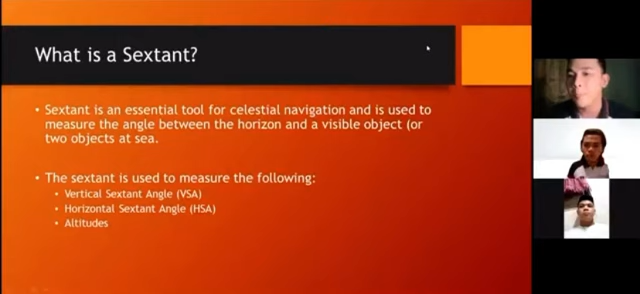 What is a Sextant?
• Sextant is an essential tool for celestial navigation and is used to
measure the angle between the horizon and a visible object (or
two objects at sea.
• The sextant is used to measure the following:
• Vertical Sextant Angle (VSA)
• Horizontal Sextant Angle (HSA)
• Altitudes